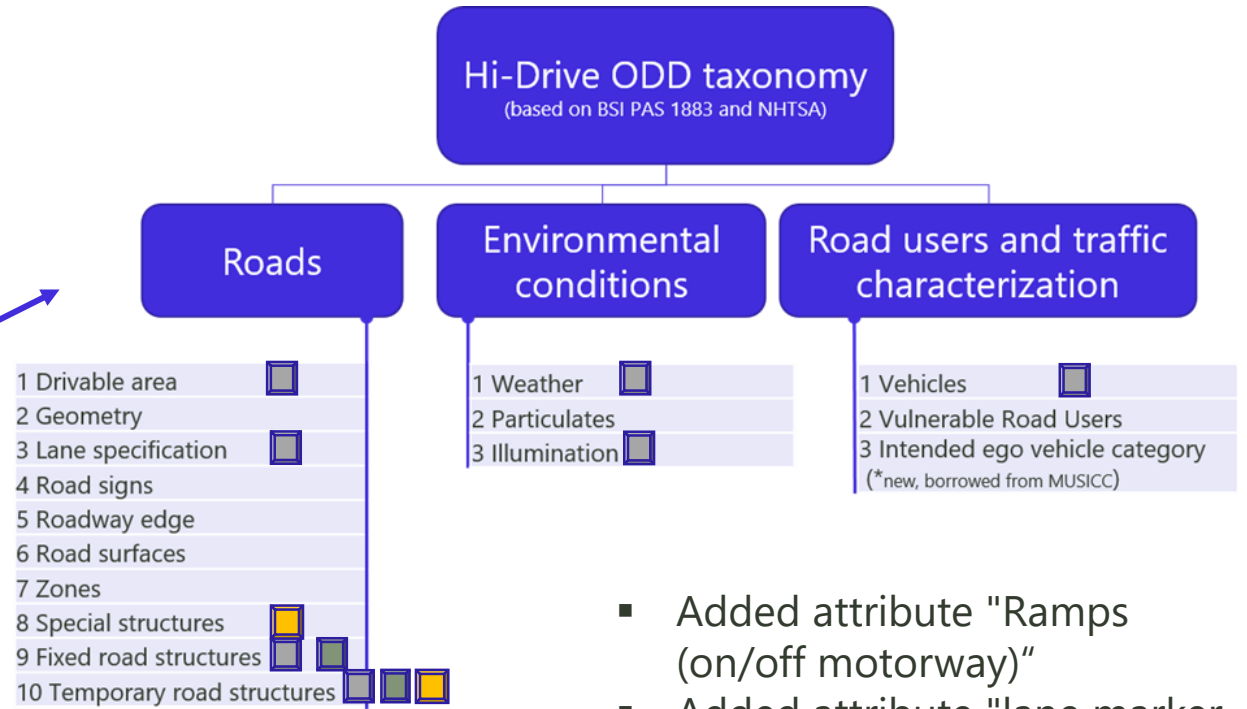 Hi-Drive ODD taxonomy
(based on BSI PAS 1883 and NHTSA)
Roads
1 Drivable area
2 Geometry
3 Lane specification
4 Road signs
5 Roadway edge
6 Road surfaces
7 Zones
8 Special structures
9 Fixed road structures
10 Temporary road structures
Environmental
conditions
1 Weather
2 Particulates
3 Illumination
Road users and traffic
characterization
1 Vehicles
2 Vulnerable Road Users
3 Intended ego vehicle category
(*new, borrowed from MUSICC)
▪ Added attribute "Ramps
(on/off motorway)“
▪ Added attribute "lane marker